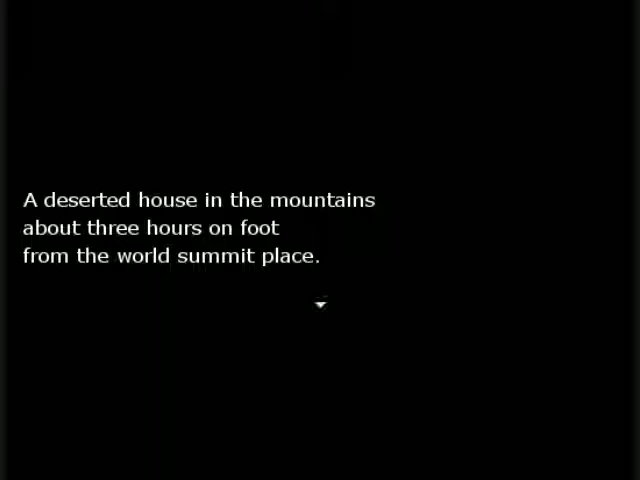 A deserted house in the mountains
about three hours on foot
from the world summit place.